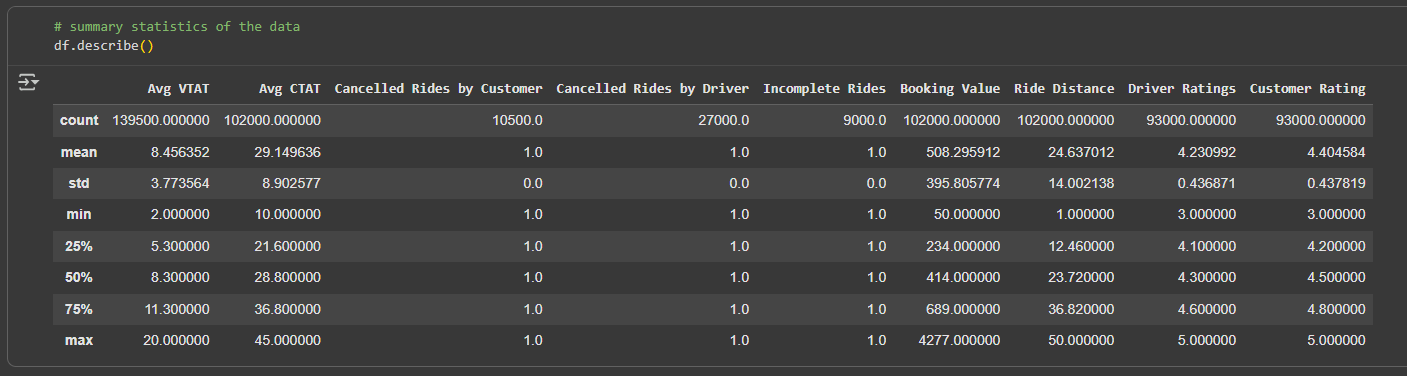 # summary statistics of the data
df.describe()
Avg VTAT Avg CTAT Cancelled Rides by Customer Cancelled Rides by Driver Incomplete Rides Booking Value Ride Distance Driver Ratings Customer Rating
count 139500.000000 102000.000000 10500.0 27000.0 9000.0 102000.000000 102000.000000 93000.000000 93000.000000
mean 8.456352 29.149636 1.0 1.0 1.0 508.295912 24.637012 4.230992 4.404584
std 3.773564 8.902577 0.0 0.0 0.0 395.805774 14.002138 0.436871 0.437819
min 2.000000 10.000000 1.0 1.0 1.0 50.000000 1.000000 3.000000 3.000000
25% 5.300000 21.600000 1.0 1.0 1.0 234.000000 12.460000 4.100000 4.200000
50% 8.300000 28.800000 1.0 1.0 1.0 414.000000 23.720000 4.300000 4.500000
75% 11.300000 36.800000 1.0 1.0 1.0 689.000000 36.820000 4.600000 4.800000
max 20.000000 45.000000 1.0 1.0 1.0 4277.000000 50.000000 5.000000 5.000000